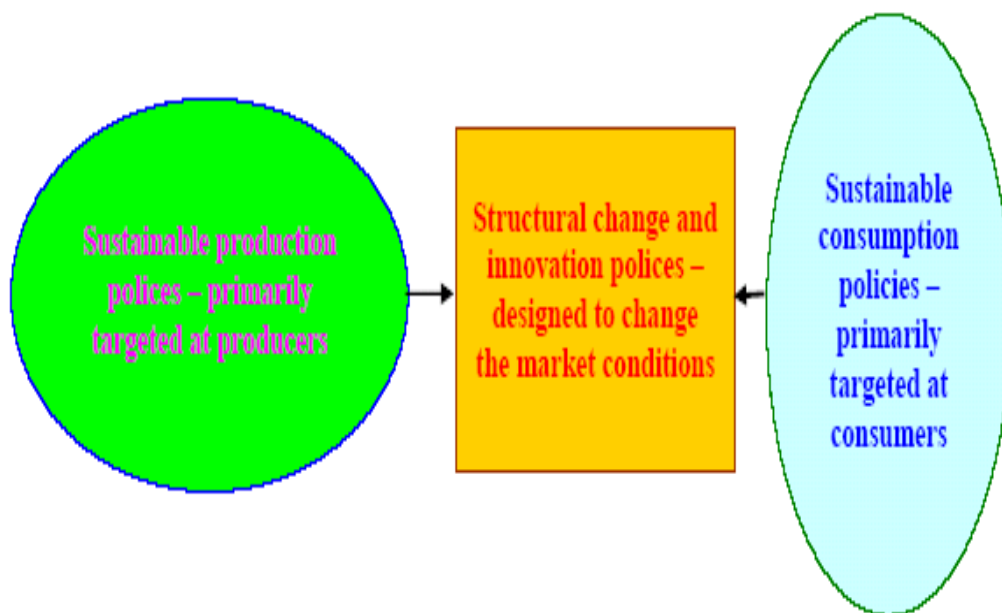 Sustainable production
polices – primarily
targeted at producers
Structural change and
innovation polices –
designed to change
the market conditions
Sustainable
consumption
policies –
primarily
targeted at
consumers